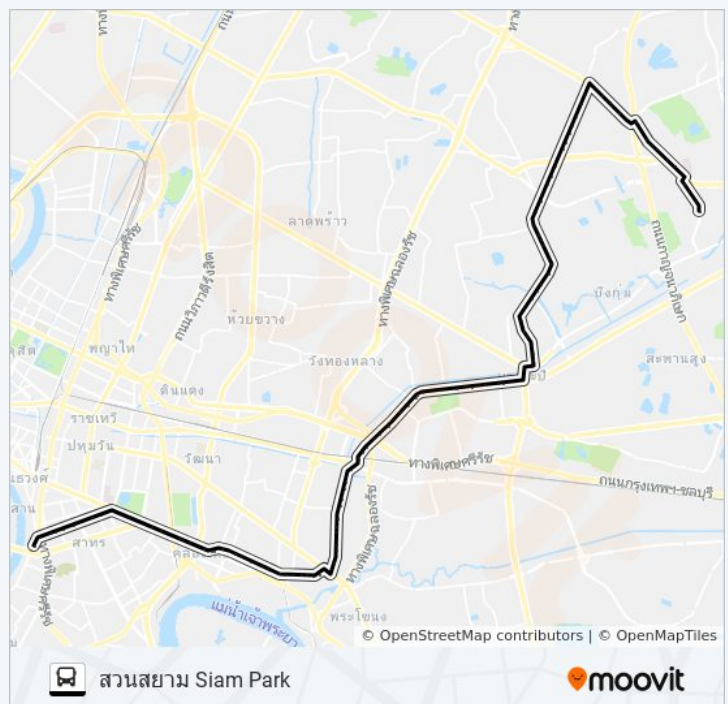 ทางพิเศษศรีรัช
ถนนวิภาวดีรังสิต
ทางพิเศษฉลองรัช
ลาดพร้าว
ห้วยขวาง
วังทองหลาง
บึงกุ่ม
ถนนกาญจนาภิเษก
สะพานสูง
พญาไท
ดินแดง
ราชเทวี
ปทุมวัน
วัฒนา
ทางพิเศษศรีรัช
ถนนกรุงเทพฯ-ชลบุรี
สาทร
ทางพิเศษฉลองรัช
แม่น้ำเจ้าพระยา
พระโขนง
© OpenStreetMap contributors | © OpenMapTiles
สวนสยาม Siam Park
moovit